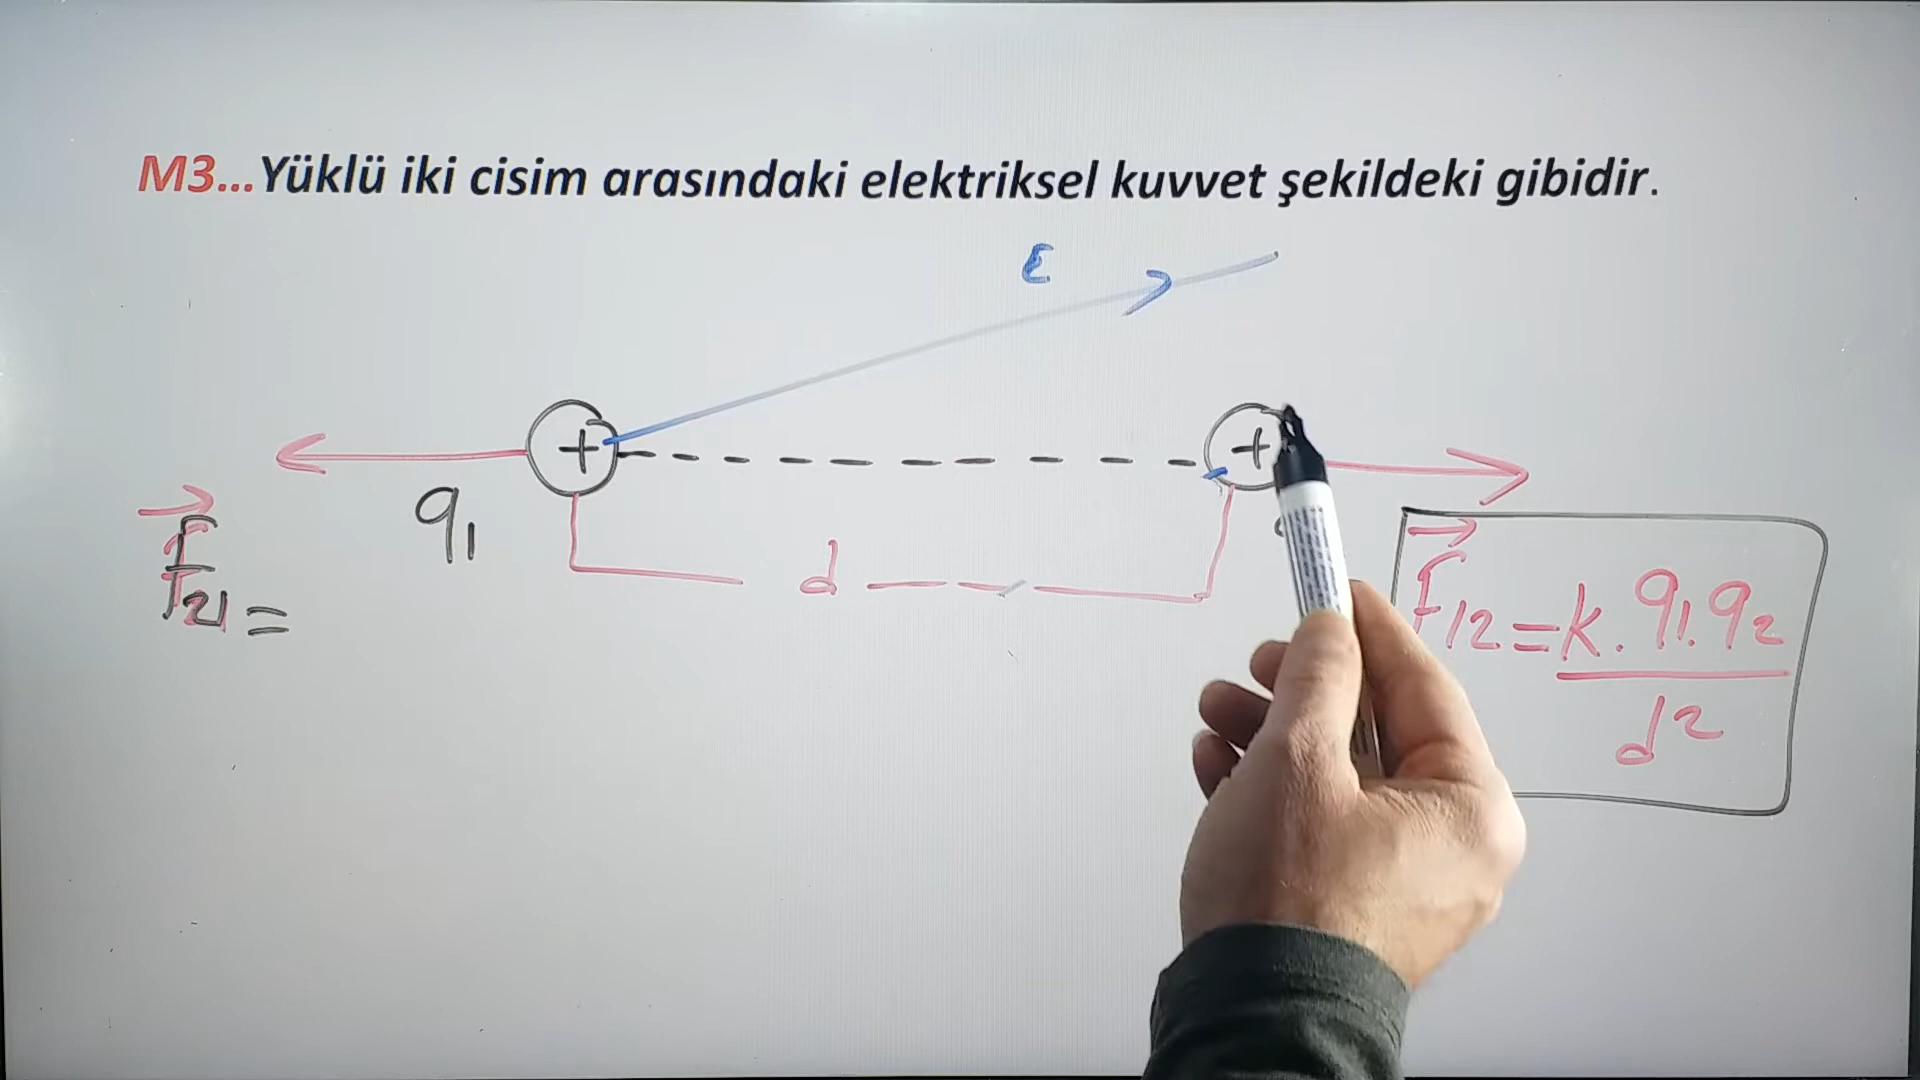 M3...Yüklü iki cisim arasındaki elektriksel kuvvet şekildeki gibidir.
E
+
+
q1
d
F21 =
F12 = k . q1 . q2
d2